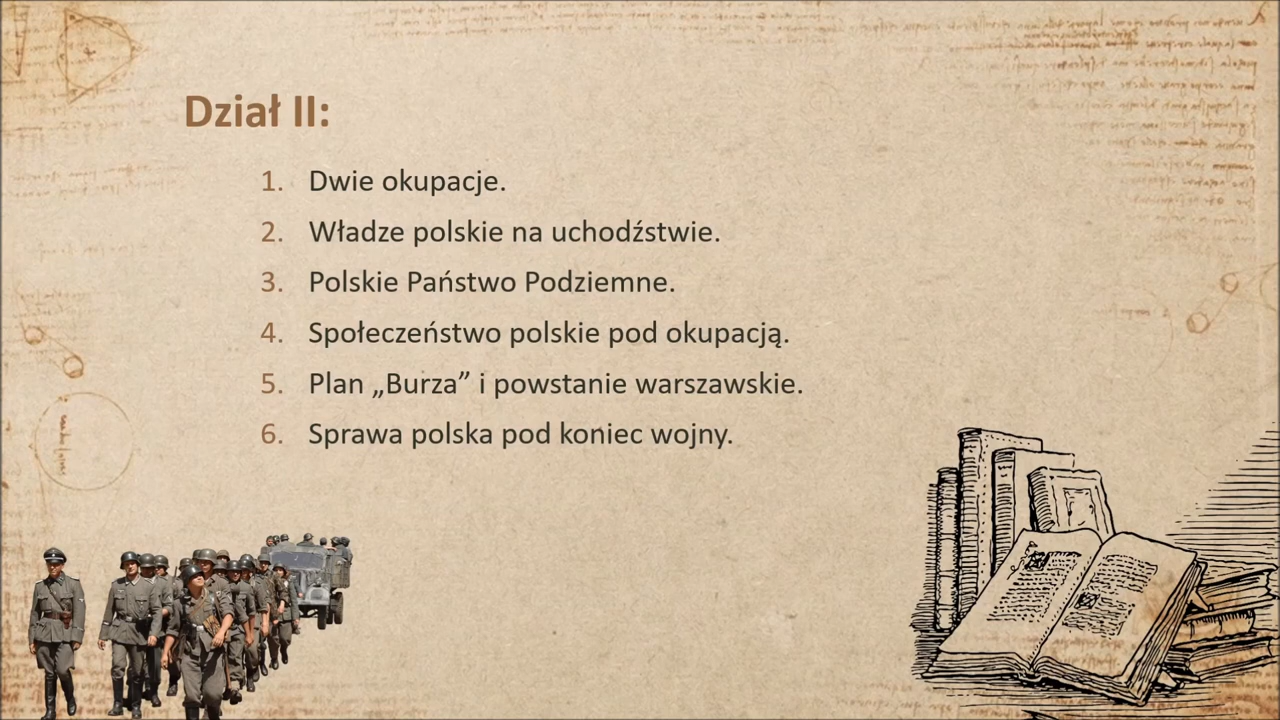 Dział II:
1. Dwie okupacje.
2. Władze polskie na uchodźstwie.
3. Polskie Państwo Podziemne.
4. Społeczeństwo polskie pod okupacją.
5. Plan „Burza” i powstanie warszawskie.
6. Sprawa polska pod koniec wojny.